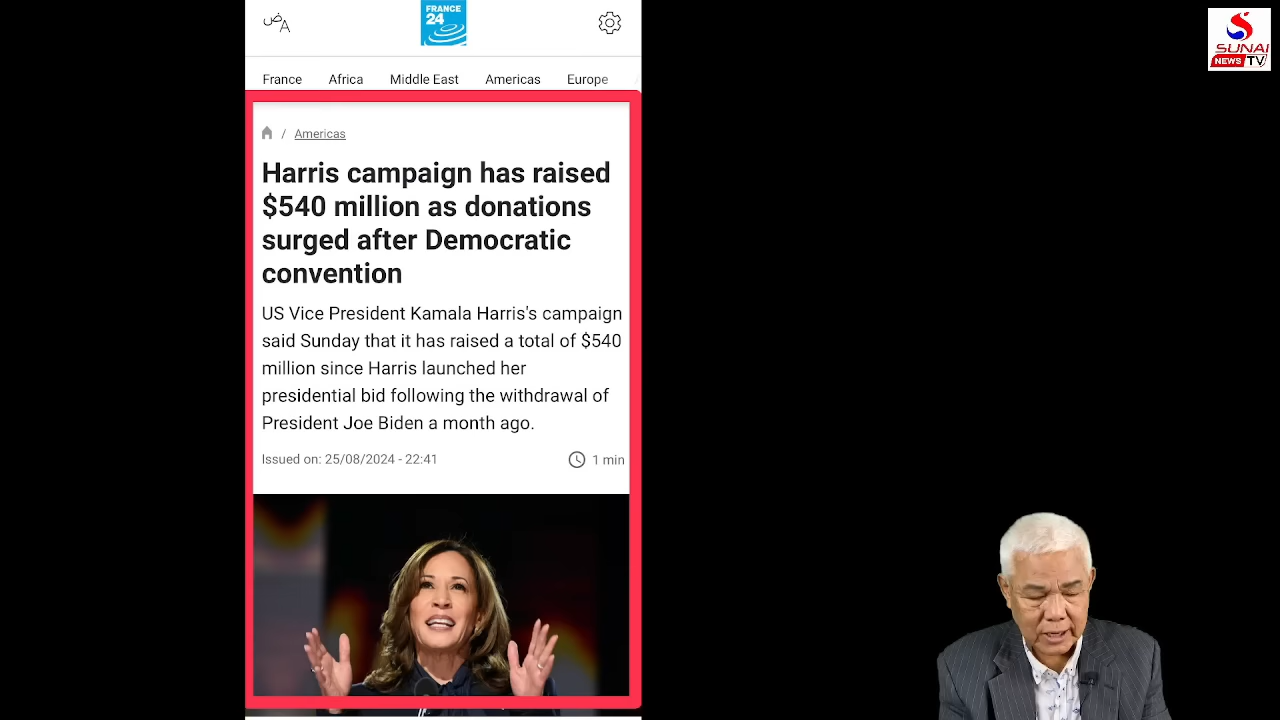 ض A
FRANCE
24
France Africa Middle East Americas Europe
/ Americas
Harris campaign has raised
$540 million as donations
surged after Democratic
convention
US Vice President Kamala Harris's campaign
said Sunday that it has raised a total of $540
million since Harris launched her
presidential bid following the withdrawal of
President Joe Biden a month ago.
Issued on: 25/08/2024 - 22:41 1 min
S
SUNAI
NEWS TV